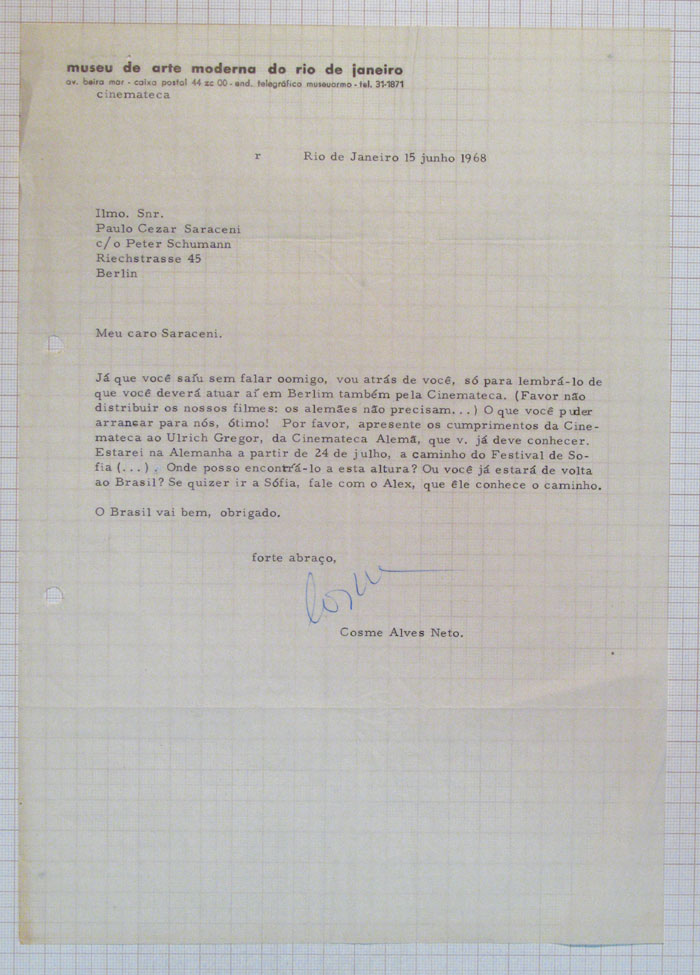 museu de arte moderna do rio de janeiro
av. beira mar - caixa postal 44 zc 00 - end. telegráfico museuarmo - tel. 31-1871
cinemateca
r Rio de Janeiro 15 junho 1968
Ilmo. Snr.
Paulo Cezar Saraceni
c/o Peter Schumann
Riechstrasse 45
Berlin
Meu caro Saraceni.
Já que você saíu sem falar oomigo, vou atrás de você, só para lembrá-lo de
que você deverá atuar aí em Berlim também pela Cinemateca. (Favor não
distribuir os nossos filmes: os alemães não precisam...) O que você puder
arrancar para nós, ótimo! Por favor, apresente os cumprimentos da Cine-
mateca ao Ulrich Gregor, da Cinemateca Alemã, que v. já deve conhecer.
Estarei na Alemanha a partir de 24 de julho, a caminho do Festival de So-
fia (...). Onde posso encontrá-lo a esta altura? Ou você já estará de volta
ao Brasil? Se quizer ir a Sófia, fale com o Alex, que êle conhece o caminho.
O Brasil vai bem, obrigado.
forte abraço,
Cosme
Cosme Alves Neto.